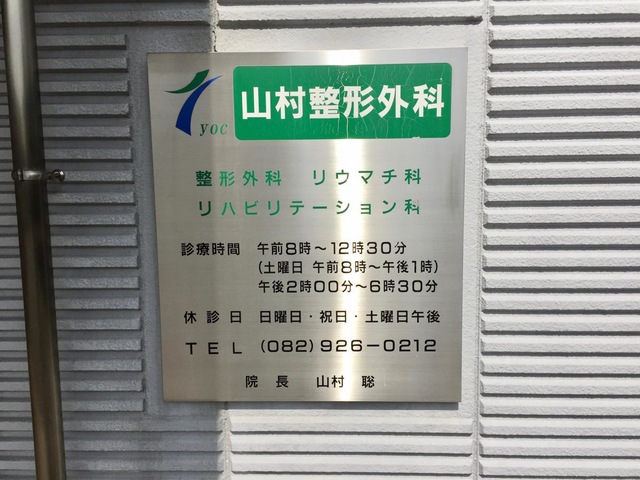 yoc
山村整形外科
整形外科 リウマチ科
リハビリテーション科
診療時間 午前8時〜12時30分
(土曜日 午前8時〜午後1時)
午後2時00分〜6時30分
休診日 日曜日・祝日・土曜日午後
TEL (082)926-0212
院長 山村 聡